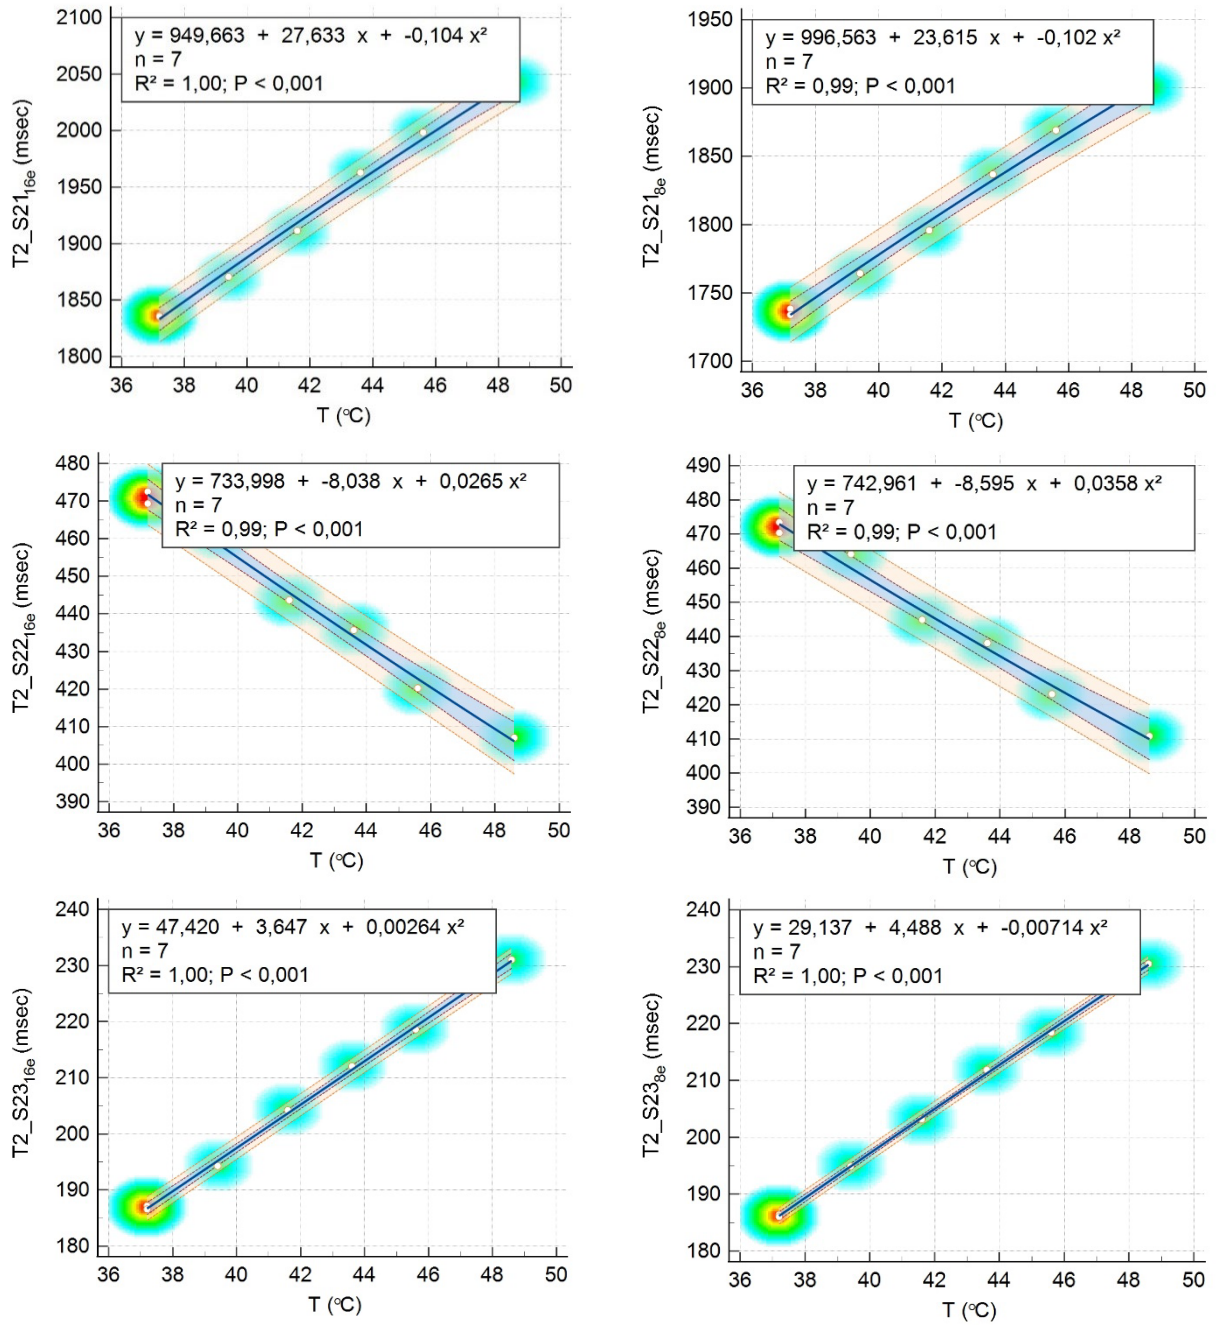 y = 949,663 + 27,633 x + -0,104 x²
n = 7
R² = 1,00; P < 0,001
2100
2050
2000
1950
1900
1850
1800
T2_S21₁₆ₑ (msec)
36 38 40 42 44 46 48 50
T (°C)
y = 996,563 + 23,615 x + -0,102 x²
n = 7
R² = 0,99; P < 0,001
1950
1900
1850
1800
1750
1700
T2_S21₈ₑ (msec)
36 38 40 42 44 46 48 50
T (°C)
y = 733,998 + -8,038 x + 0,0265 x²
n = 7
R² = 0,99; P < 0,001
480
470
460
450
440
430
420
410
400
390
T2_S22₁₆ₑ (msec)
36 38 40 42 44 46 48 50
T (°C)
y = 742,961 + -8,595 x + 0,0358 x²
n = 7
R² = 0,99; P < 0,001
490
480
470
460
450
440
430
420
410
400
390
T2_S22₈ₑ (msec)
36 38 40 42 44 46 48 50
T (°C)
y = 47,420 + 3,647 x + 0,00264 x²
n = 7
R² = 1,00; P < 0,001
240
230
220
210
200
190
180
T2_S23₁₆ₑ (msec)
36 38 40 42 44 46 48 50
T (°C)
y = 29,137 + 4,488 x + -0,00714 x²
n = 7
R² = 1,00; P < 0,001
240
230
220
210
200
190
180
T2_S23₈ₑ (msec)
36 38 40 42 44 46 48 50
T (°C)